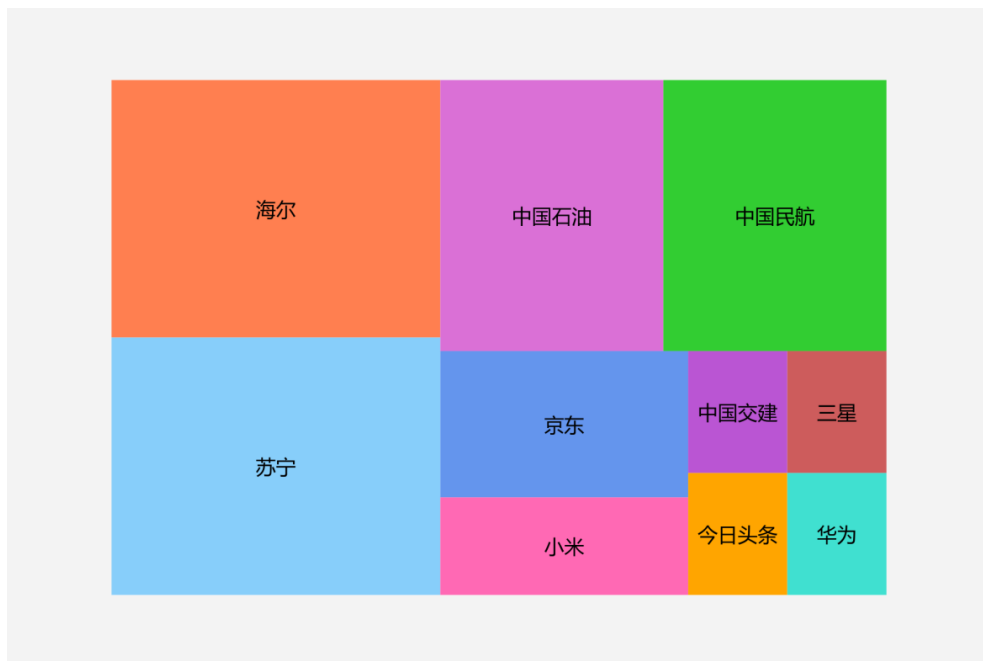 海尔
中国石油
中国民航
苏宁
京东
小米
中国交建
三星
今日头条
华为